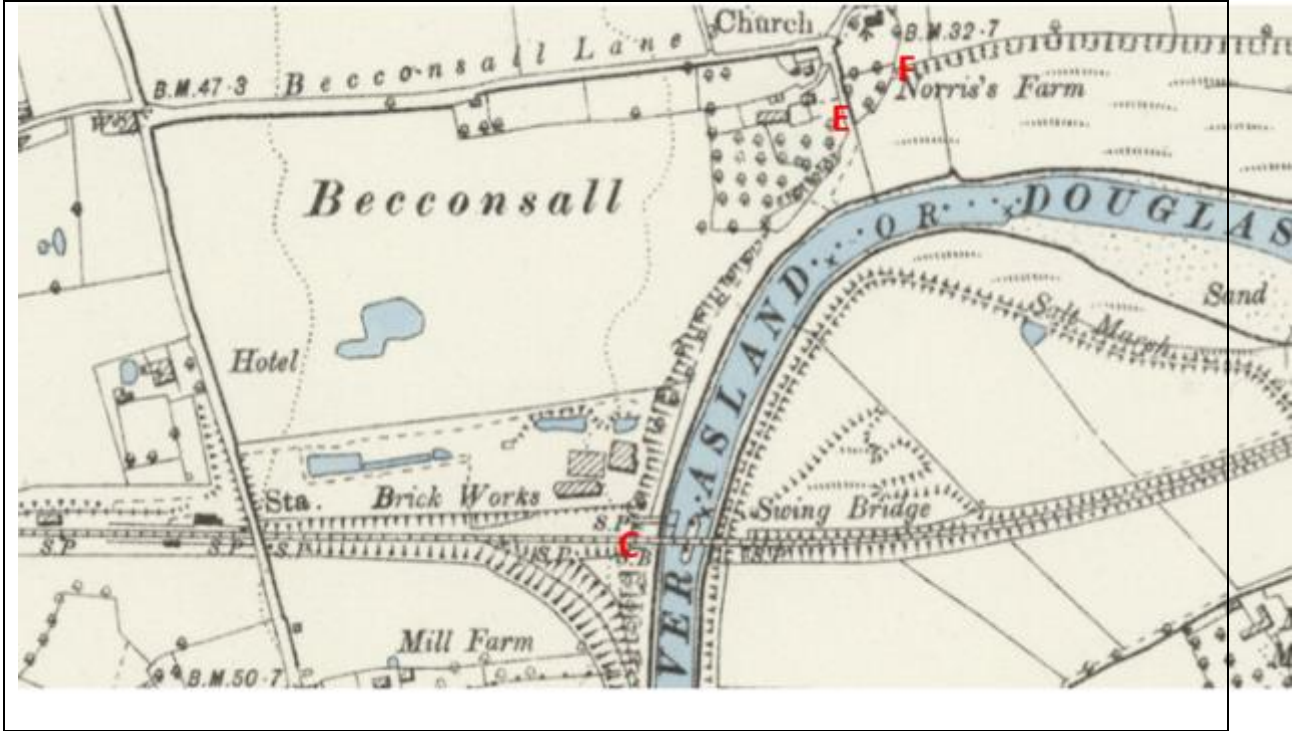 Church
B.M.32·7
Becconsall Lane
F
B.M.47·3
Norris's Farm
E
Becconsall
RIVER ASLAND OR DOUGLAS
Sand
Salt Marsh
Hotel
Sta.
Brick Works
Swing Bridge
S.P.
C
S.P
S.P
S.P
S.P.
S.B
S.P
Mill Farm
B.M.50·7
M